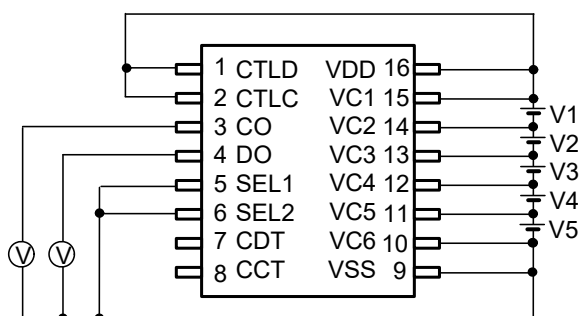 1 CTLD VDD 16
2 CTLC VC1 15
V1
3 CO VC2 14
V2
4 DO VC3 13
V3
5 SEL1 VC4 12
V4
6 SEL2 VC5 11
V5
7 CDT VC6 10
V V
8 CCT VSS 9